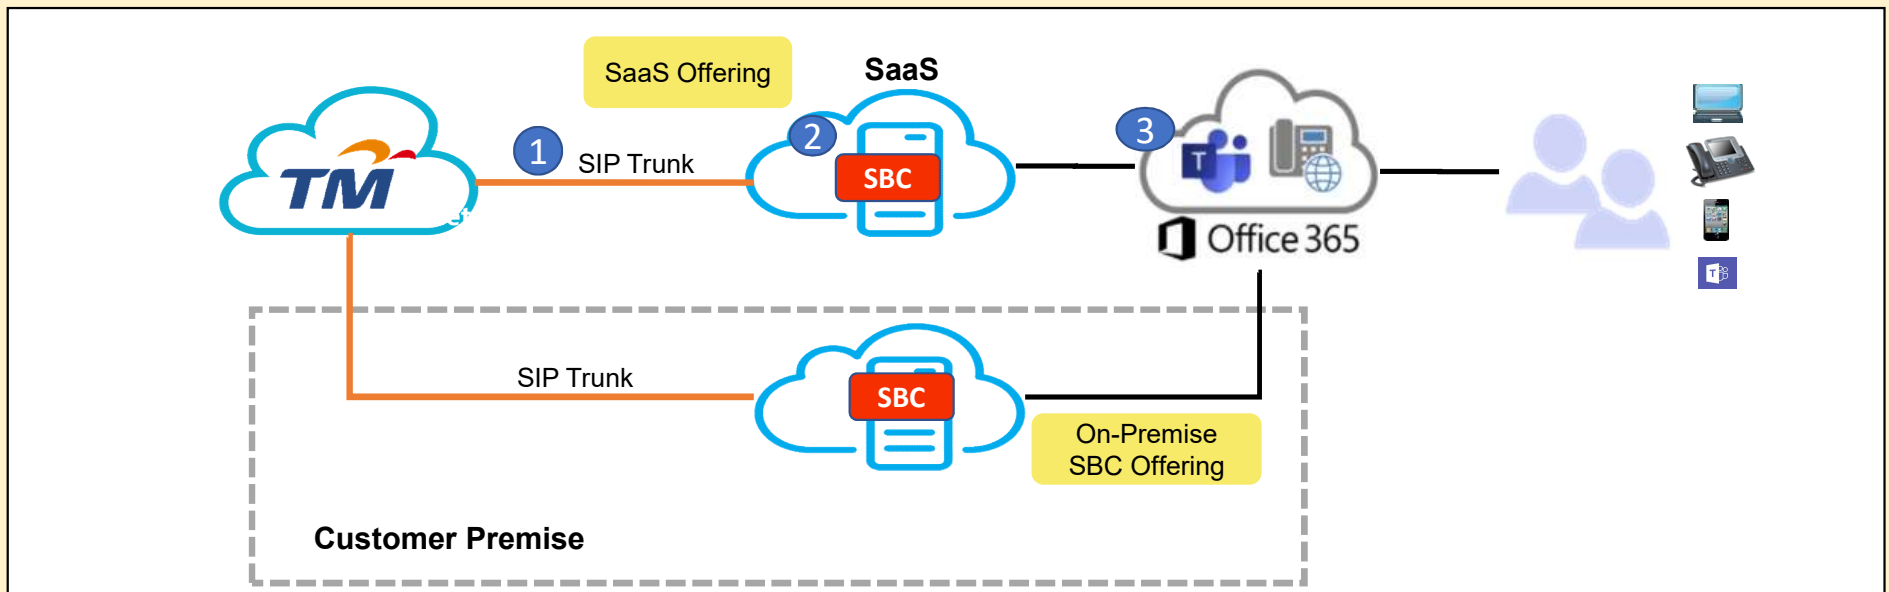 SaaS Offering
SaaS
1
SIP Trunk
2
SBC
3
T
TM
Office 365
T
SIP Trunk
SBC
On-Premise
SBC Offering
Customer Premise